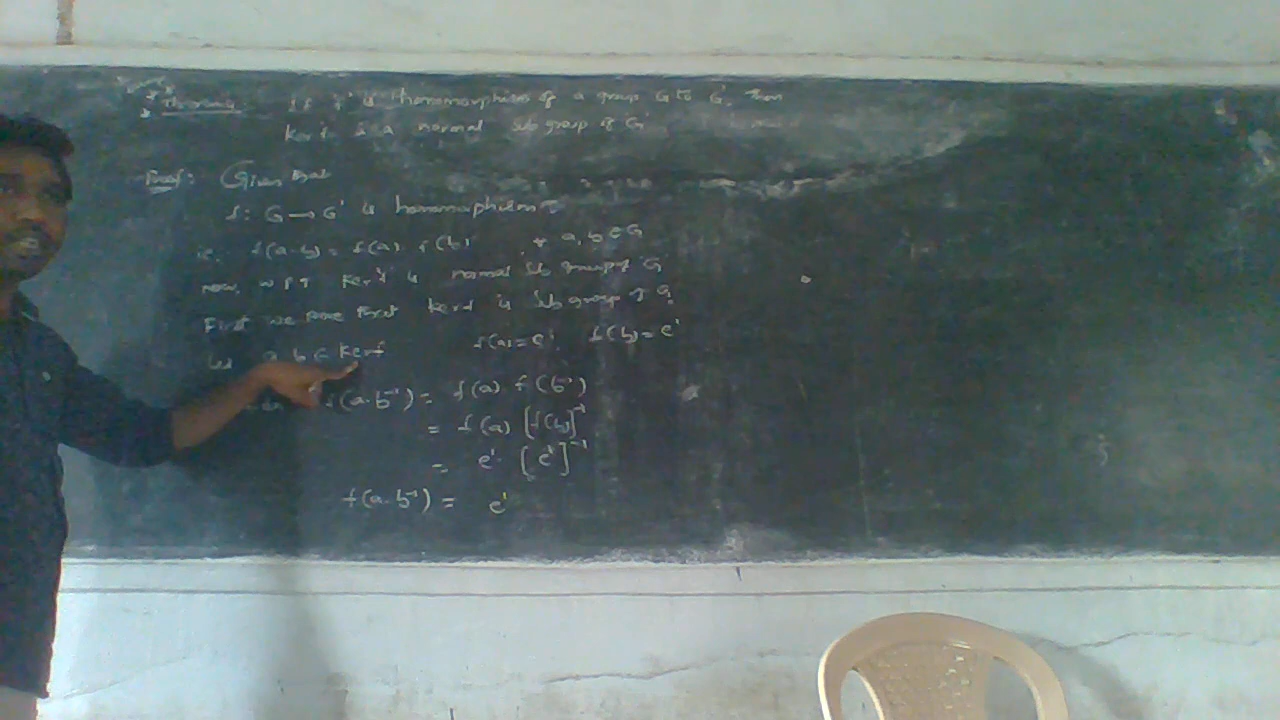 Theorem: If f is homomorphism of a group G to G', then
Ker f is a normal sub group of G
Proof: Given that
f: G → G' is homomorphism
ie, f(a·b) = f(a)·f(b) ∀ a, b ∈ G
now, W P T Ker f is normal sub group of G
First we prove that ker f is sub group of G.
Let a, b ∈ Ker f f(a) = e', f(b) = e'
f(a·b⁻¹) = f(a)·f(b⁻¹)
= f(a) [f(b)]⁻¹
= e' · [e']⁻¹
f(a·b⁻¹) = e'